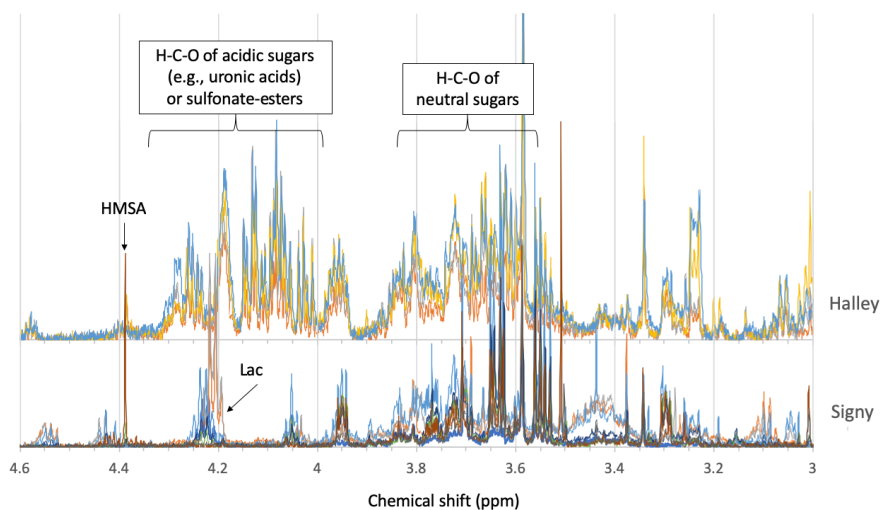 H-C-O of acidic sugars
(e.g., uronic acids)
or sulfonate-esters
H-C-O of
neutral sugars
HMSA
Halley
Lac
Signy
4.6 4.4 4.2 4 3.8 3.6 3.4 3.2 3
Chemical shift (ppm)